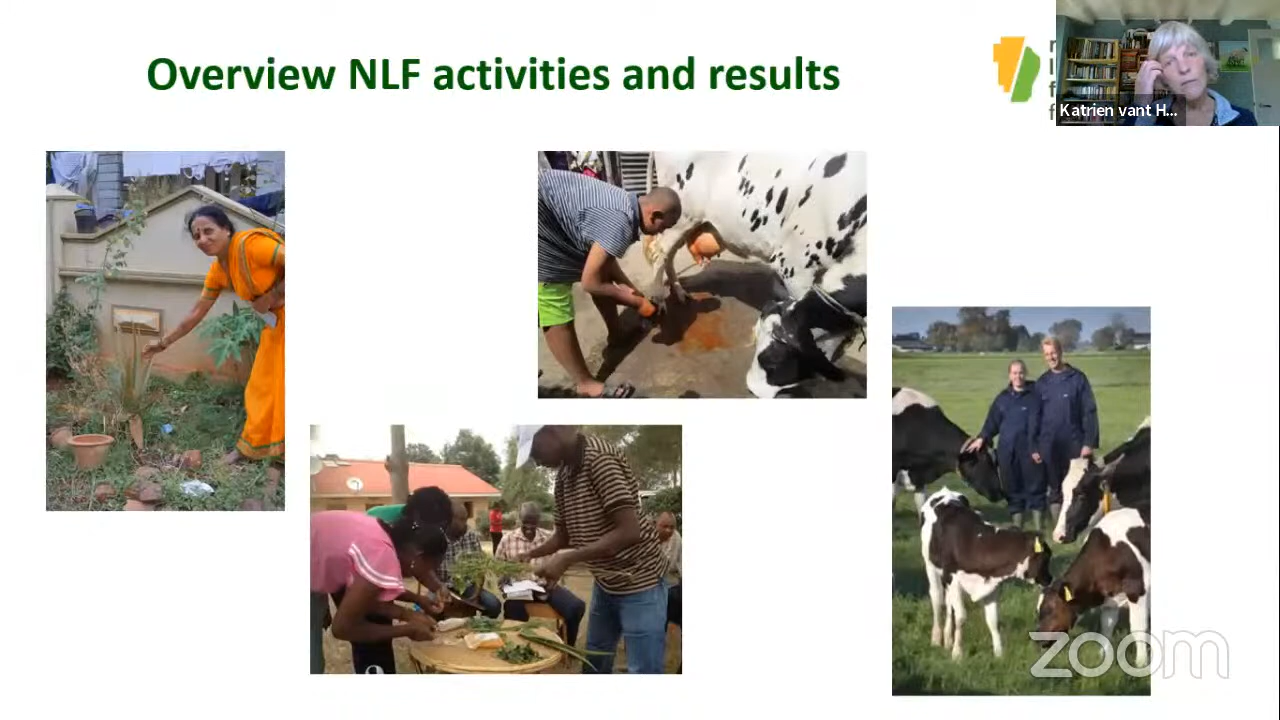 Overview NLF activities and results
Katrien vant H...
zoom